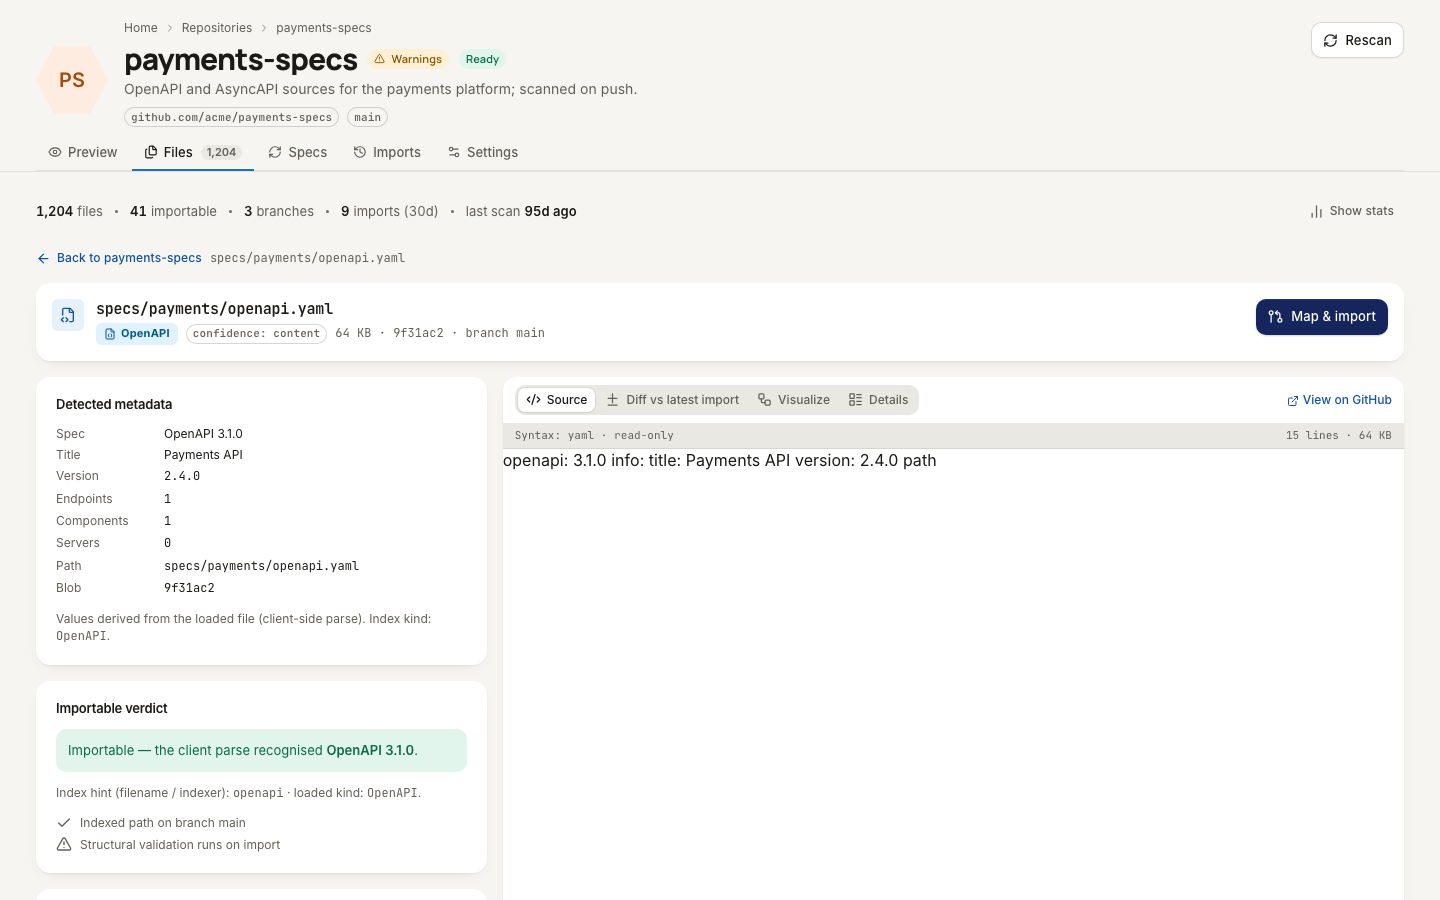 Home > Repositories > payments-specs
Rescan
PS
payments-specs Warnings Ready
OpenAPI and AsyncAPI sources for the payments platform; scanned on push.
github.com/acme/payments-specs main
Preview Files 1,204 Specs Imports Settings
1,204 files • 41 importable • 3 branches • 9 imports (30d) • last scan 95d ago
Show stats
Back to payments-specs specs/payments/openapi.yaml
specs/payments/openapi.yaml
OpenAPI confidence: content 64 KB · 9f31ac2 · branch main
Map & import
Detected metadata
Spec OpenAPI 3.1.0
Title Payments API
Version 2.4.0
Endpoints 1
Components 1
Servers 0
Path specs/payments/openapi.yaml
Blob 9f31ac2
Values derived from the loaded file (client-side parse). Index kind:
OpenAPI.
Importable verdict
Importable — the client parse recognised OpenAPI 3.1.0.
Index hint (filename / indexer): openapi · loaded kind: OpenAPI.
Indexed path on branch main
Structural validation runs on import
Source Diff vs latest import Visualize Details
View on GitHub
Syntax: yaml · read-only
15 lines · 64 KB
openapi: 3.1.0 info: title: Payments API version: 2.4.0 path